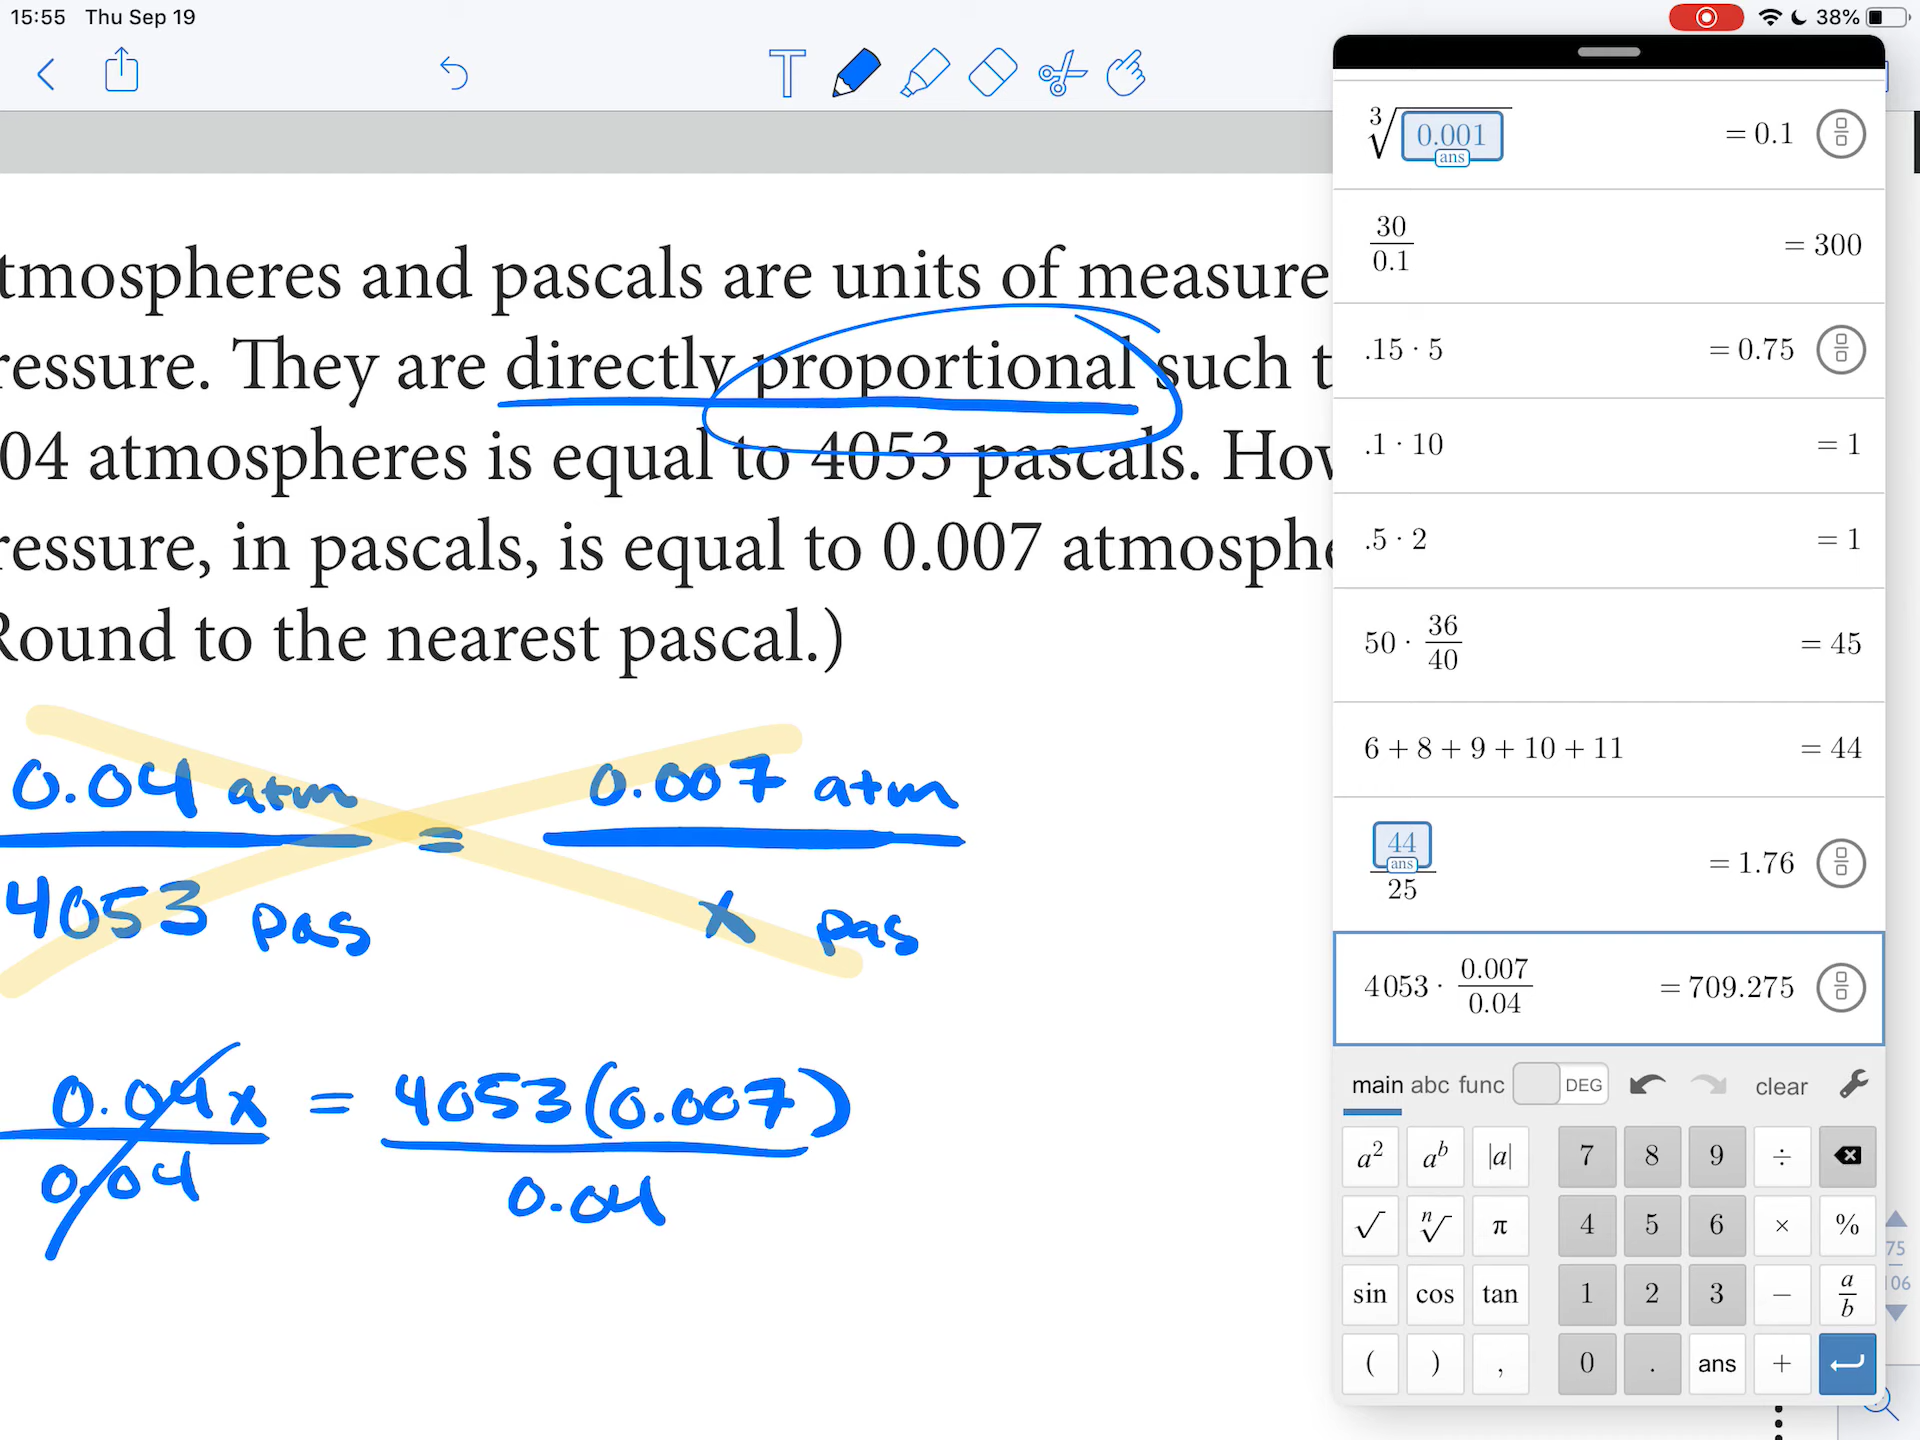 15:55 Thu Sep 19
38%
tmospheres and pascals are units of measure
ressure. They are directly proportional such t
04 atmospheres is equal to 4053 pascals. How
ressure, in pascals, is equal to 0.007 atmosphe
Round to the nearest pascal.)
0.04 atm = 0.007 atm
4053 pas x pas
0.04x = 4053(0.007)
0.04 0.04
3√0.001 = 0.1
ans
30/0.1 = 300
.15 · 5 = 0.75
.1 · 10 = 1
.5 · 2 = 1
50 · 36/40 = 45
6 + 8 + 9 + 10 + 11 = 44
44/25 = 1.76
ans
4053 · 0.007/0.04 = 709.275
main abc func DEG clear
a² aᵇ |a| 7 8 9 ÷
√ ⁿ√ π 4 5 6 × %
sin cos tan 1 2 3 − a/b
( ) , 0 . ans +
75
106